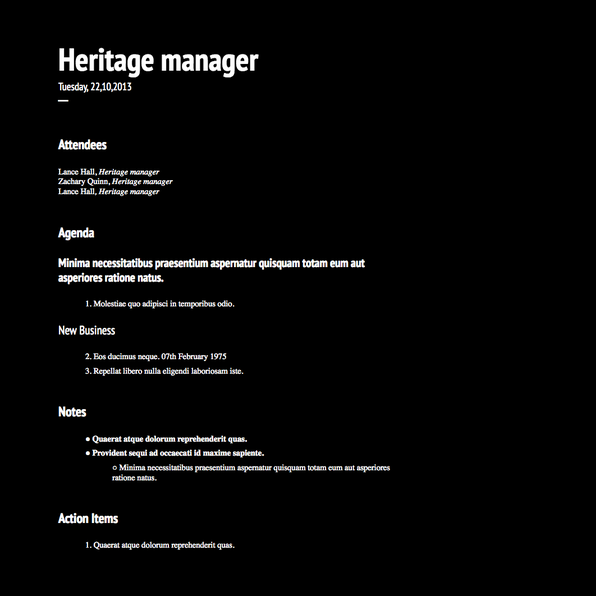 Heritage manager
Tuesday, 22,10,2013
Attendees
Lance Hall, Heritage manager
Zachary Quinn, Heritage manager
Lance Hall, Heritage manager
Agenda
Minima necessitatibus praesentium aspernatur quisquam totam eum aut
asperiores ratione natus.
1. Molestiae quo adipisci in temporibus odio.
New Business
2. Eos ducimus neque. 07th February 1975
3. Repellat libero nulla eligendi laboriosam iste.
Notes
● Quaerat atque dolorum reprehenderit quas.
● Provident sequi ad occaecati id maxime sapiente.
○ Minima necessitatibus praesentium aspernatur quisquam totam eum aut asperiores
ratione natus.
Action Items
1. Quaerat atque dolorum reprehenderit quas.